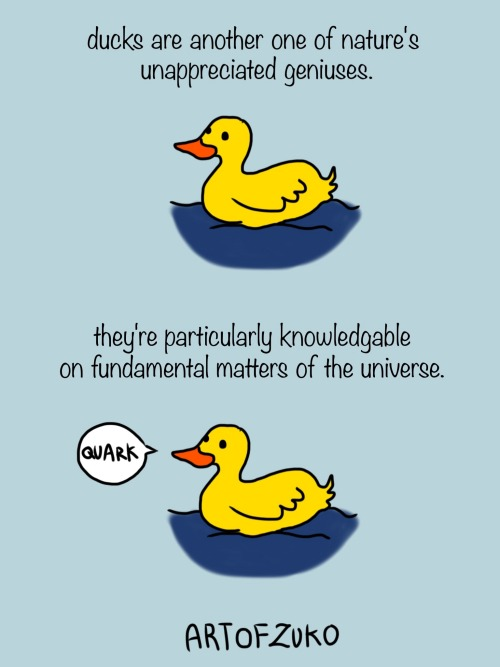 ducks are another one of nature's
unappreciated geniuses.
they're particularly knowledgable
on fundamental matters of the universe.
QUARK
ARTOFZUKO